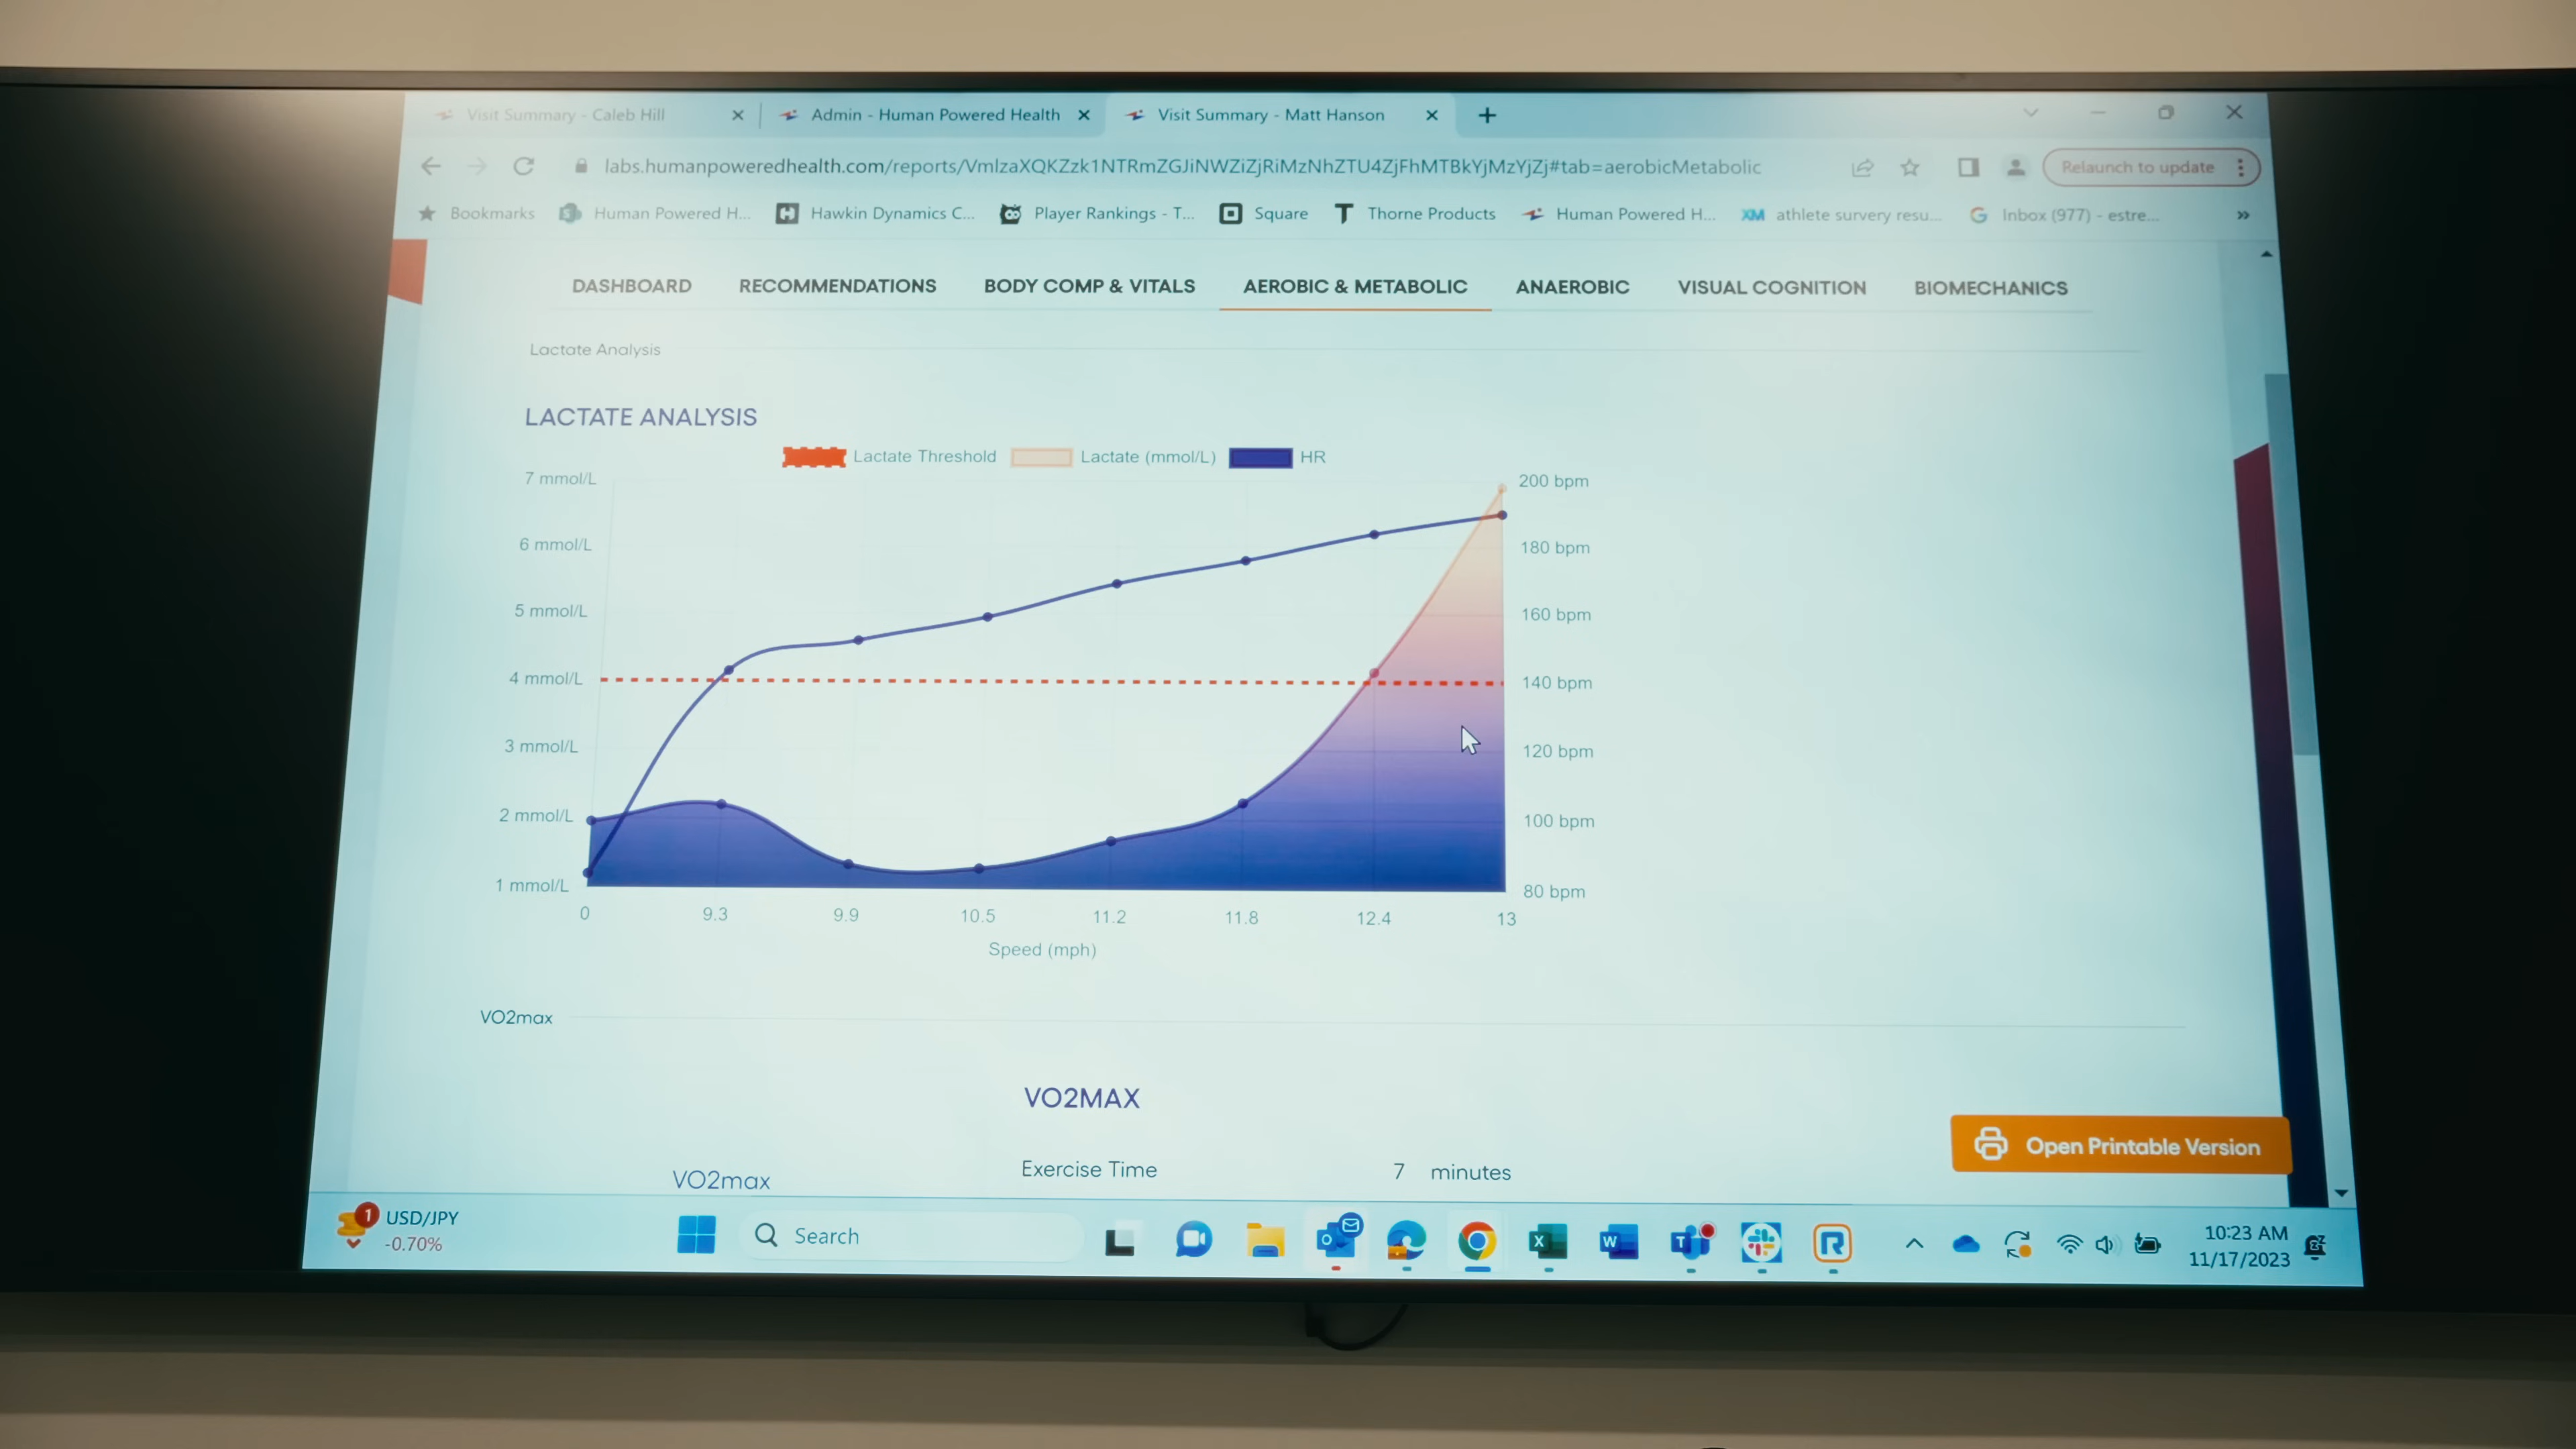 Visit Summary - Caleb Hill
Admin - Human Powered Health
Visit Summary - Matt Hanson
labs.humanpoweredhealth.com/reports/VmlzaXQKZzk1NTRmZGJiNWZiZjRiMzNhZTU4ZjFhMTBkYjMzYjZj#tab=aerobicMetabolic
Relaunch to update
Bookmarks
Human Powered H...
Hawkin Dynamics C...
Player Rankings - T...
Square
Thorne Products
Human Powered H...
XM athlete survery resu...
Inbox (977) - estre...
DASHBOARD
RECOMMENDATIONS
BODY COMP & VITALS
AEROBIC & METABOLIC
ANAEROBIC
VISUAL COGNITION
BIOMECHANICS
Lactate Analysis
LACTATE ANALYSIS
Lactate Threshold
Lactate (mmol/L)
HR
7 mmol/L
6 mmol/L
5 mmol/L
4 mmol/L
3 mmol/L
2 mmol/L
1 mmol/L
200 bpm
180 bpm
160 bpm
140 bpm
120 bpm
100 bpm
80 bpm
0 9.3 9.9 10.5 11.2 11.8 12.4 13
Speed (mph)
VO2max
VO2MAX
VO2max
Exercise Time 7 minutes
Open Printable Version
1
USD/JPY
-0.70%
Search
10:23 AM
11/17/2023